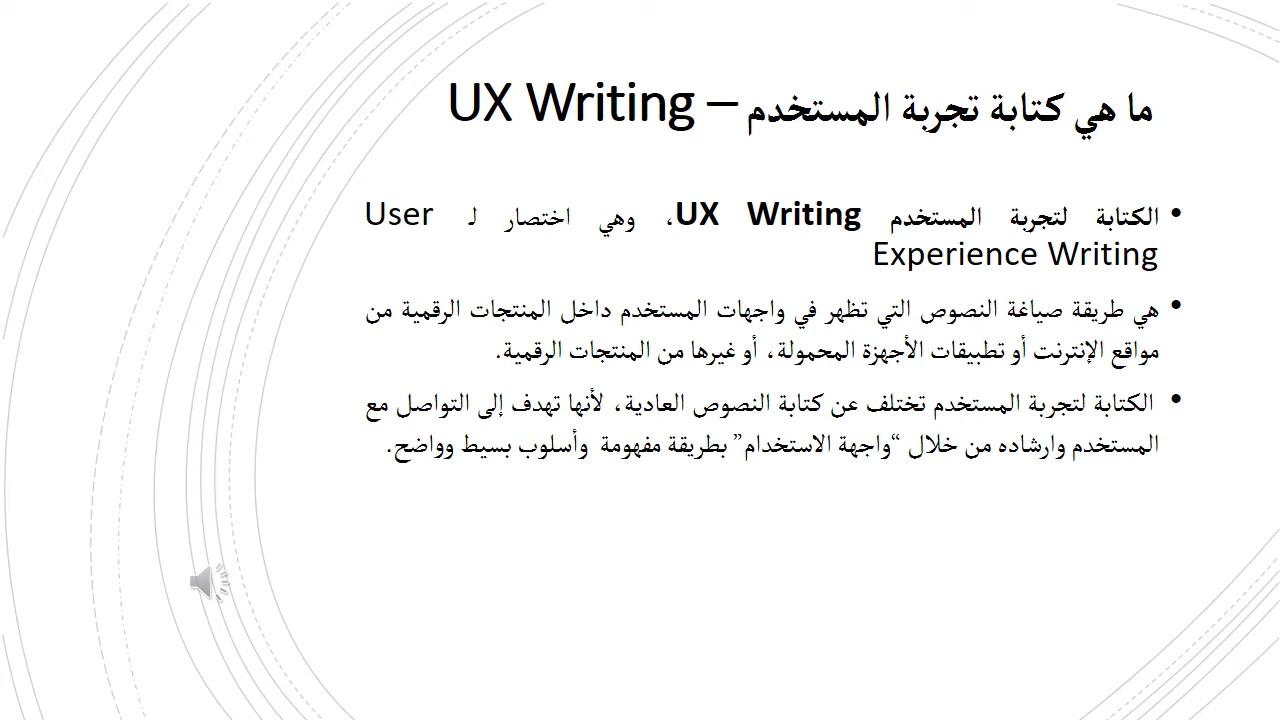 ما هي كتابة تجربة المستخدم – UX Writing
• الكتابة لتجربة المستخدم UX Writing، وهي اختصار لـ User
Experience Writing
• هي طريقة صياغة النصوص التي تظهر في واجهات المستخدم داخل المنتجات الرقمية من
مواقع الإنترنت أو تطبيقات الأجهزة المحمولة، أو غيرها من المنتجات الرقمية.
• الكتابة لتجربة المستخدم تختلف عن كتابة النصوص العادية، لأنها تهدف إلى التواصل مع
المستخدم وارشاده من خلال “واجهة الاستخدام” بطريقة مفهومة وأسلوب بسيط وواضح.